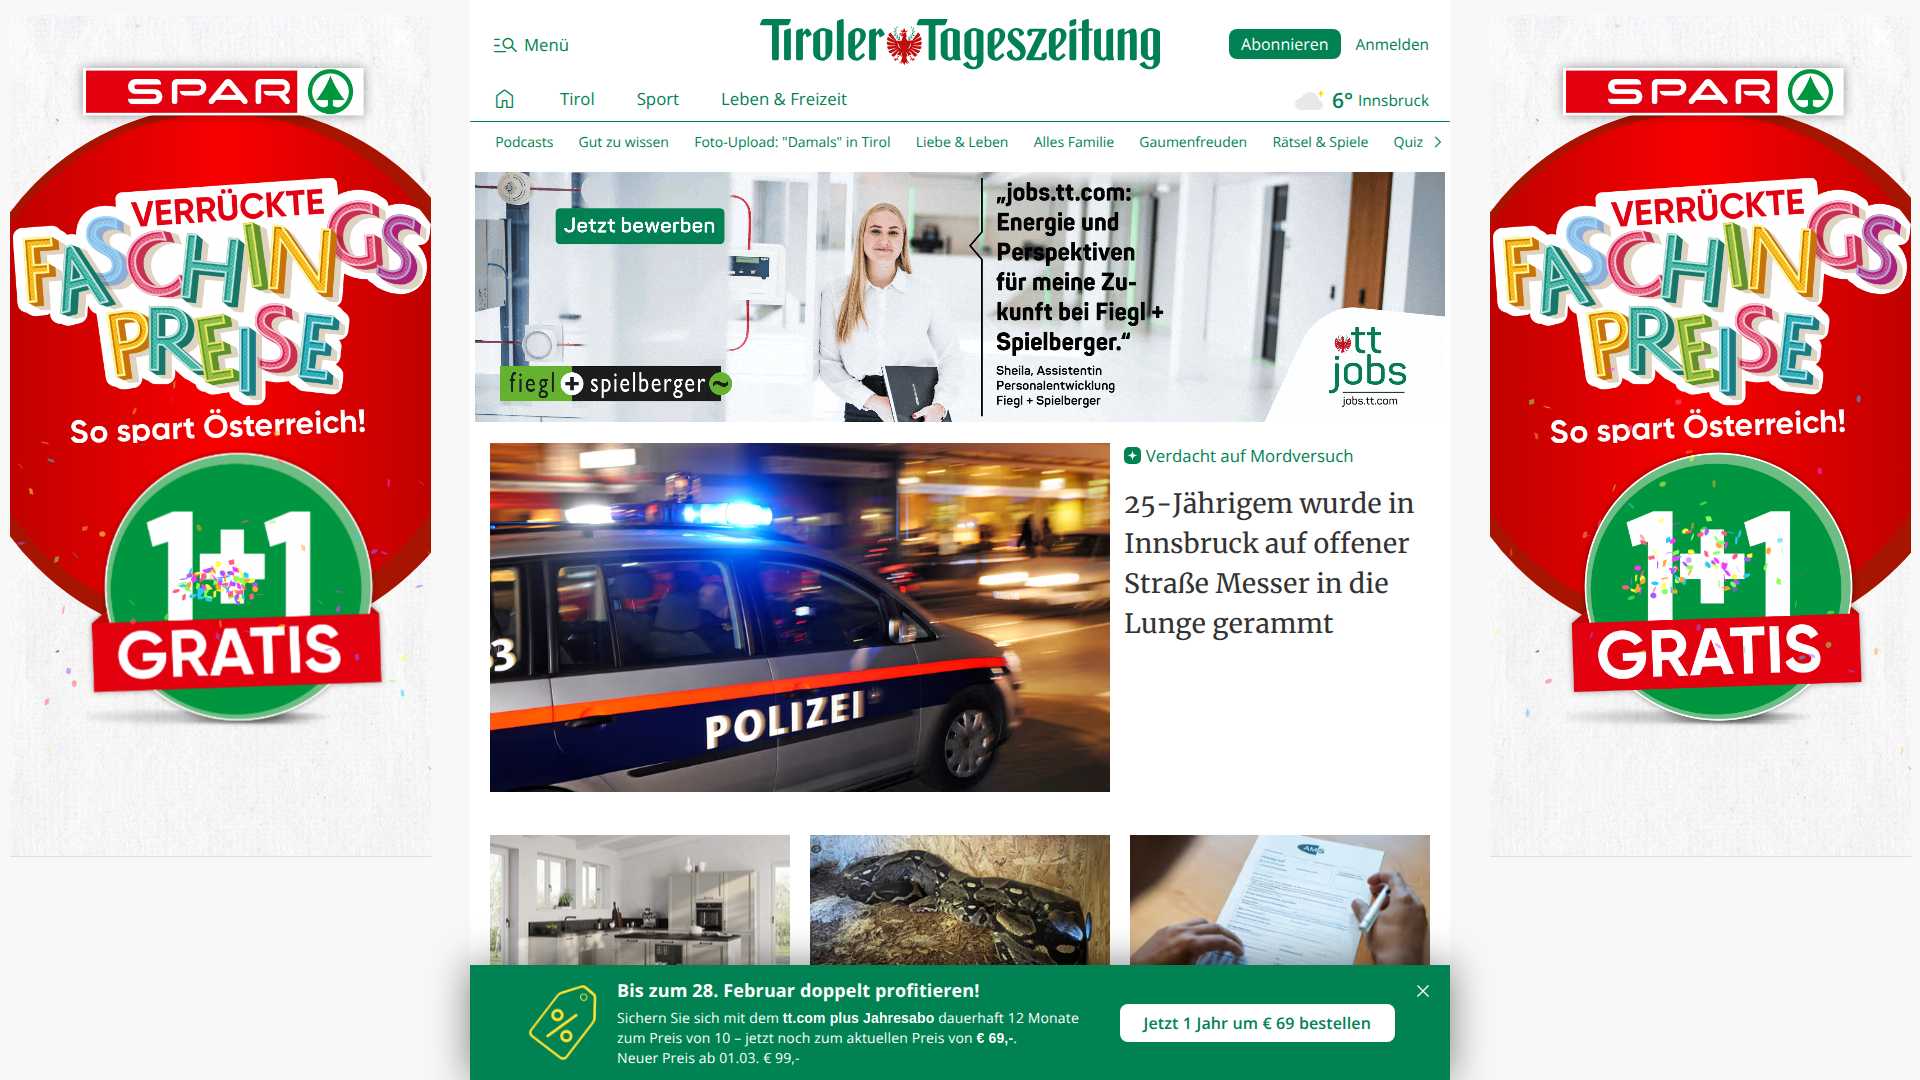 SPAR
VERRÜCKTE
FASCHINGS
PREISE
So spart Österreich!
1+1
GRATIS
Menü
Tiroler Tageszeitung
Abonnieren
Anmelden
Tirol
Sport
Leben & Freizeit
6° Innsbruck
Podcasts
Gut zu wissen
Foto-Upload: "Damals" in Tirol
Liebe & Leben
Alles Familie
Gaumenfreuden
Rätsel & Spiele
Quiz
Jetzt bewerben
fiegl + spielberger ~
„jobs.tt.com:
Energie und
Perspektiven
für meine Zu-
kunft bei Fiegl +
Spielberger.“
Sheila, Assistentin
Personalentwicklung
Fiegl + Spielberger
tt
jobs
jobs.tt.com
3
POLIZEI
Verdacht auf Mordversuch
25-Jährigem wurde in
Innsbruck auf offener
Straße Messer in die
Lunge gerammt
AMS
Bis zum 28. Februar doppelt profitieren!
Sichern Sie sich mit dem tt.com plus Jahresabo dauerhaft 12 Monate
zum Preis von 10 – jetzt noch zum aktuellen Preis von € 69,-.
Neuer Preis ab 01.03. € 99,-
Jetzt 1 Jahr um € 69 bestellen
SPAR
VERRÜCKTE
FASCHINGS
PREISE
So spart Österreich!
1+1
GRATIS